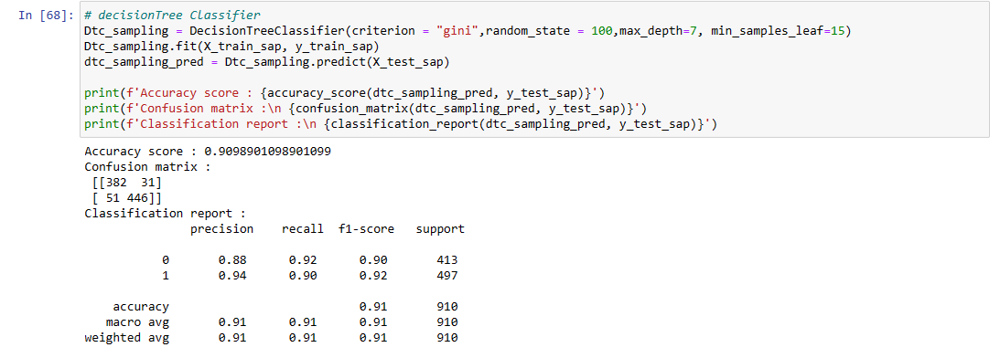 In [68]: # decisionTree Classifier
Dtc_sampling = DecisionTreeClassifier(criterion = "gini",random_state = 100,max_depth=7, min_samples_leaf=15)
Dtc_sampling.fit(X_train_sap, y_train_sap)
dtc_sampling_pred = Dtc_sampling.predict(X_test_sap)
print(f'Accuracy score : {accuracy_score(dtc_sampling_pred, y_test_sap)}')
print(f'Confusion matrix :\n {confusion_matrix(dtc_sampling_pred, y_test_sap)}')
print(f'Classification report :\n {classification_report(dtc_sampling_pred, y_test_sap)}')
Accuracy score : 0.9098901098901099
Confusion matrix :
[[382  31]
[ 51 446]]
Classification report :
precision    recall  f1-score   support
0       0.88      0.92      0.90       413
1       0.94      0.90      0.92       497
accuracy                           0.91       910
macro avg       0.91      0.91      0.91       910
weighted avg       0.91      0.91      0.91       910